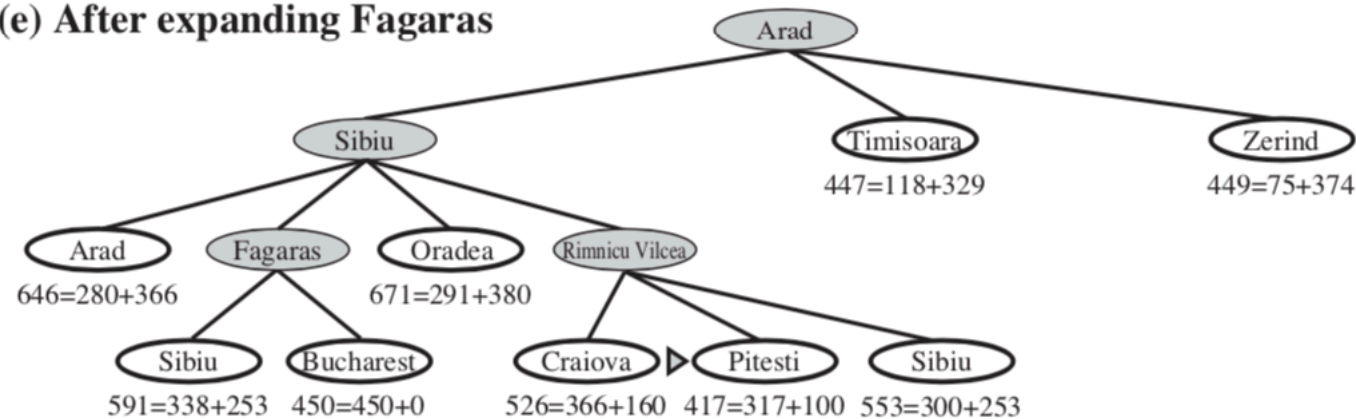 (e) After expanding Fagaras
Arad
Sibiu
Timisoara
Zerind
447=118+329
449=75+374
Arad
Fagaras
Oradea
Rimnicu Vilcea
646=280+366
671=291+380
Sibiu
Bucharest
Craiova
Pitesti
Sibiu
591=338+253
450=450+0
526=366+160
417=317+100
553=300+253